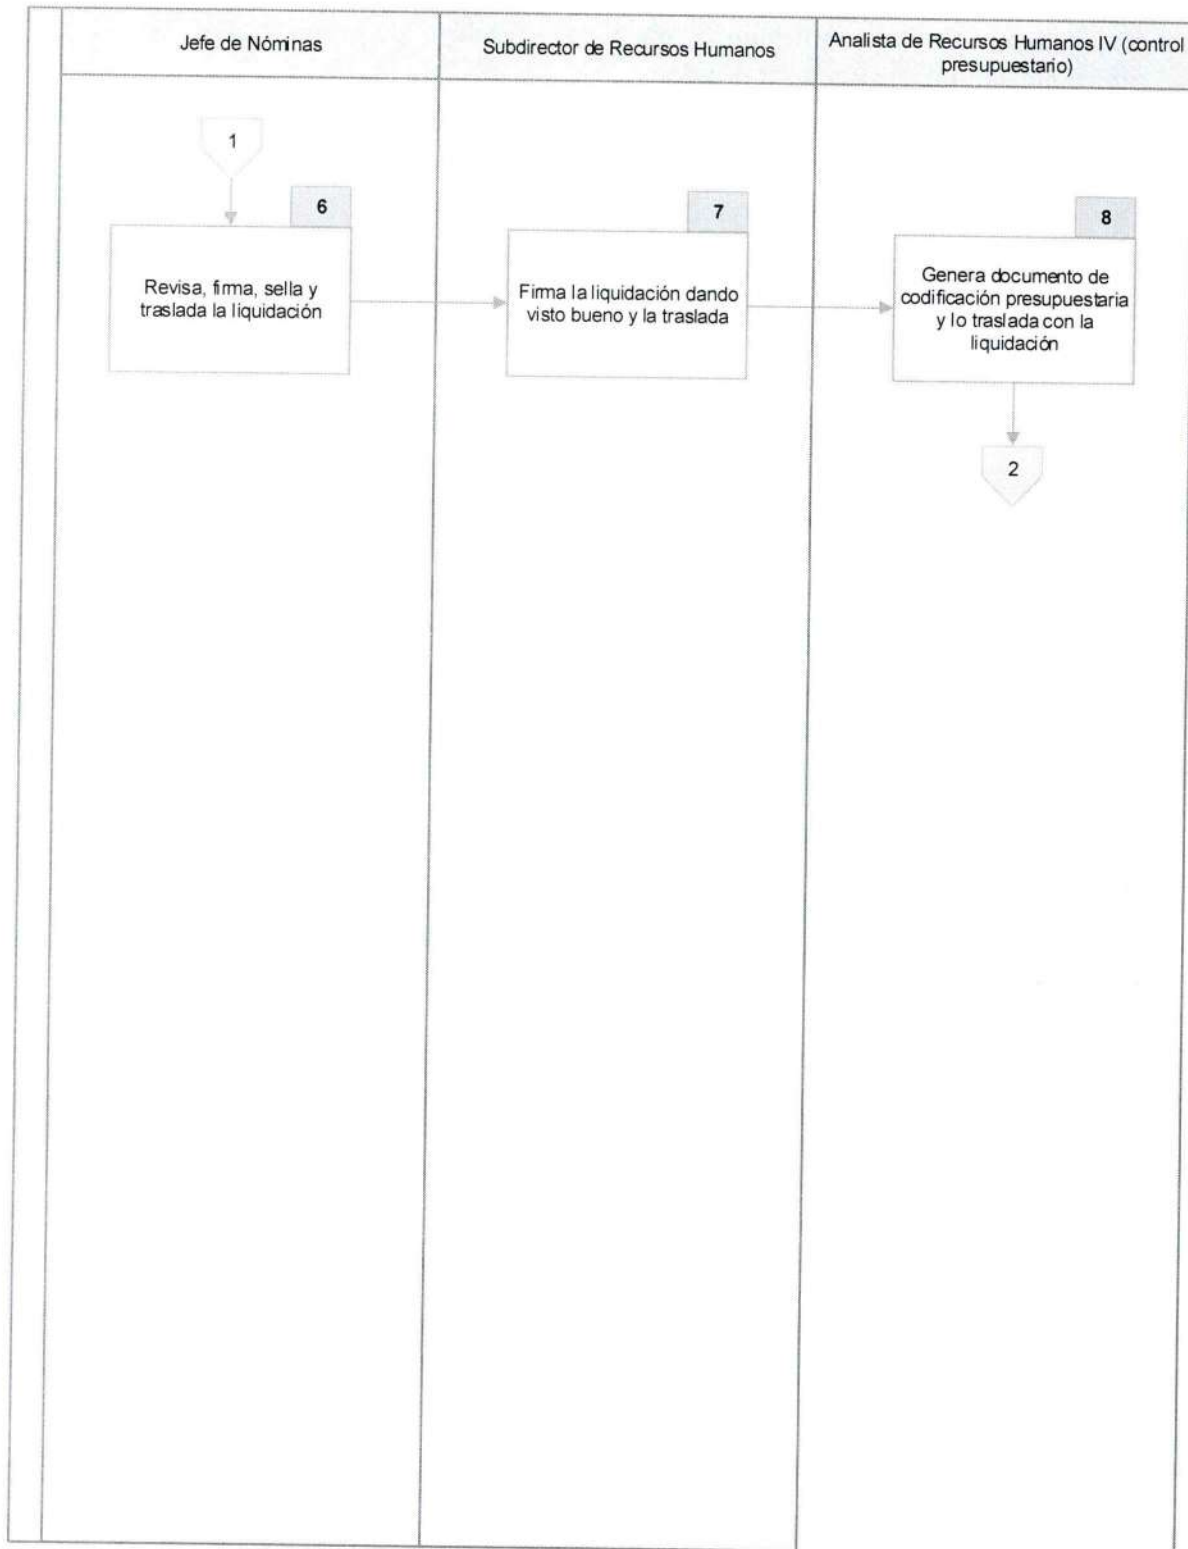 Jefe de Nóminas
Subdirector de Recursos Humanos
Analista de Recursos Humanos IV (control
presupuestario)
1
6
Revisa, firma, sella y
traslada la liquidación
7
Firma la liquidación dando
visto bueno y la traslada
8
Genera documento de
codificación presupuestaria
y lo traslada con la
liquidación
2